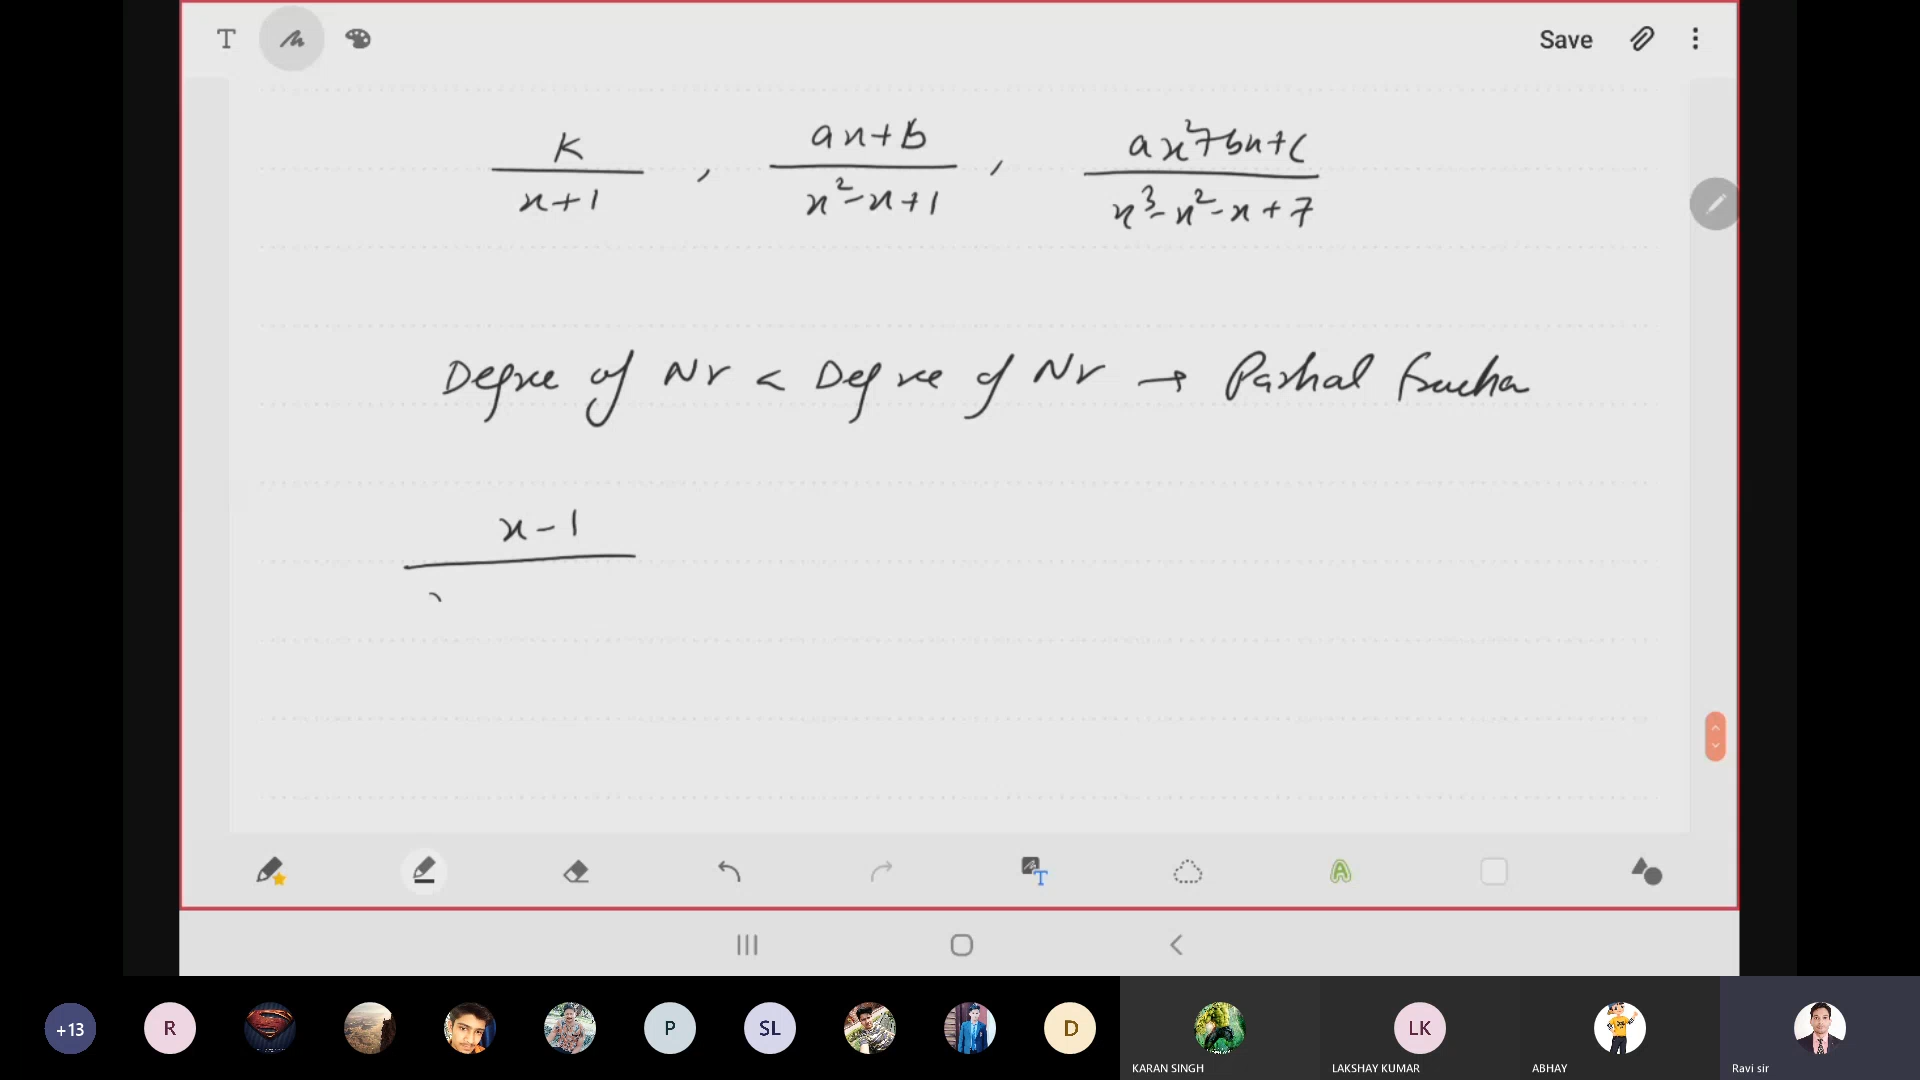 T Save
K / x+1 , ax+b / x²-x+1 , ax²+bx+c / x³-x²-x+7
Degree of Nr < Degree of Nr → Partial fraction
x-1
+13 R P SL D LK
KARAN SINGH LAKSHAY KUMAR ABHAY Ravi sir